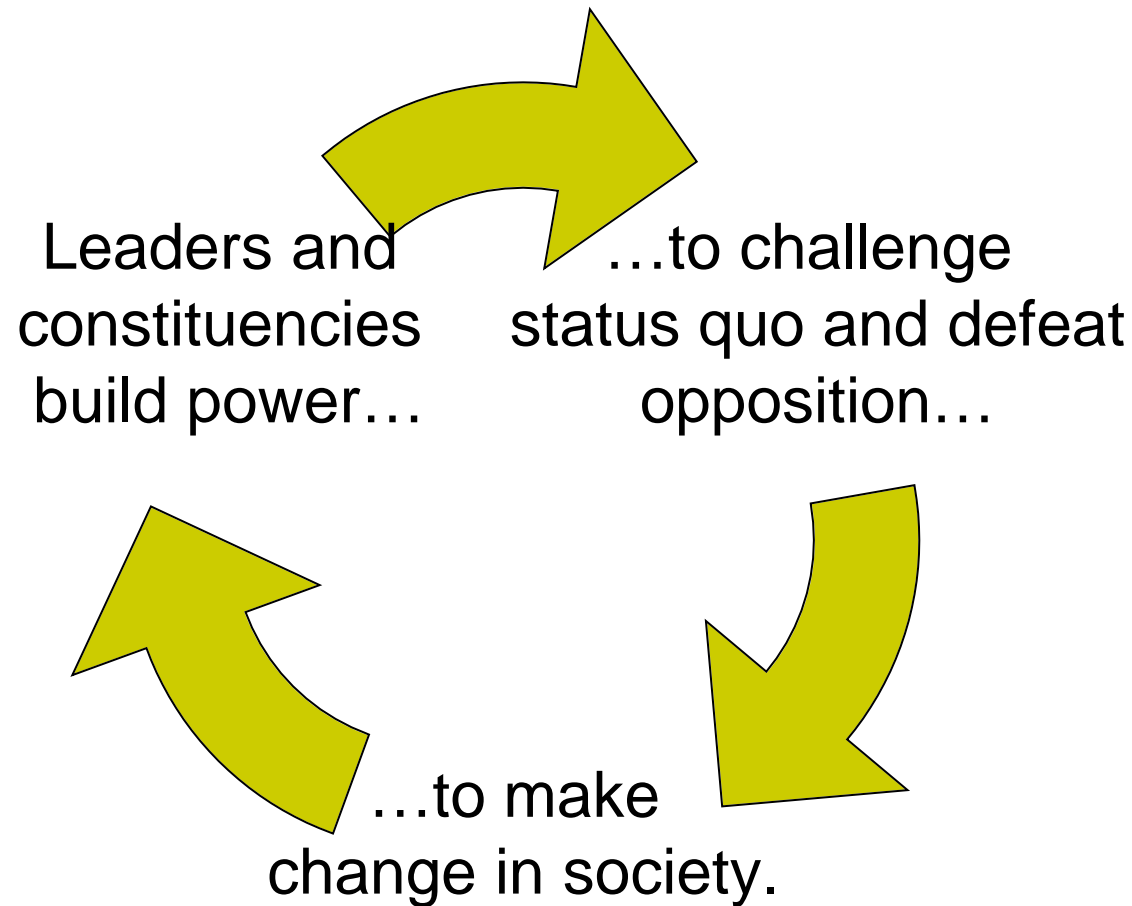 Leaders and
constituencies
build power…
…to challenge
status quo and defeat
opposition…
…to make
change in society.